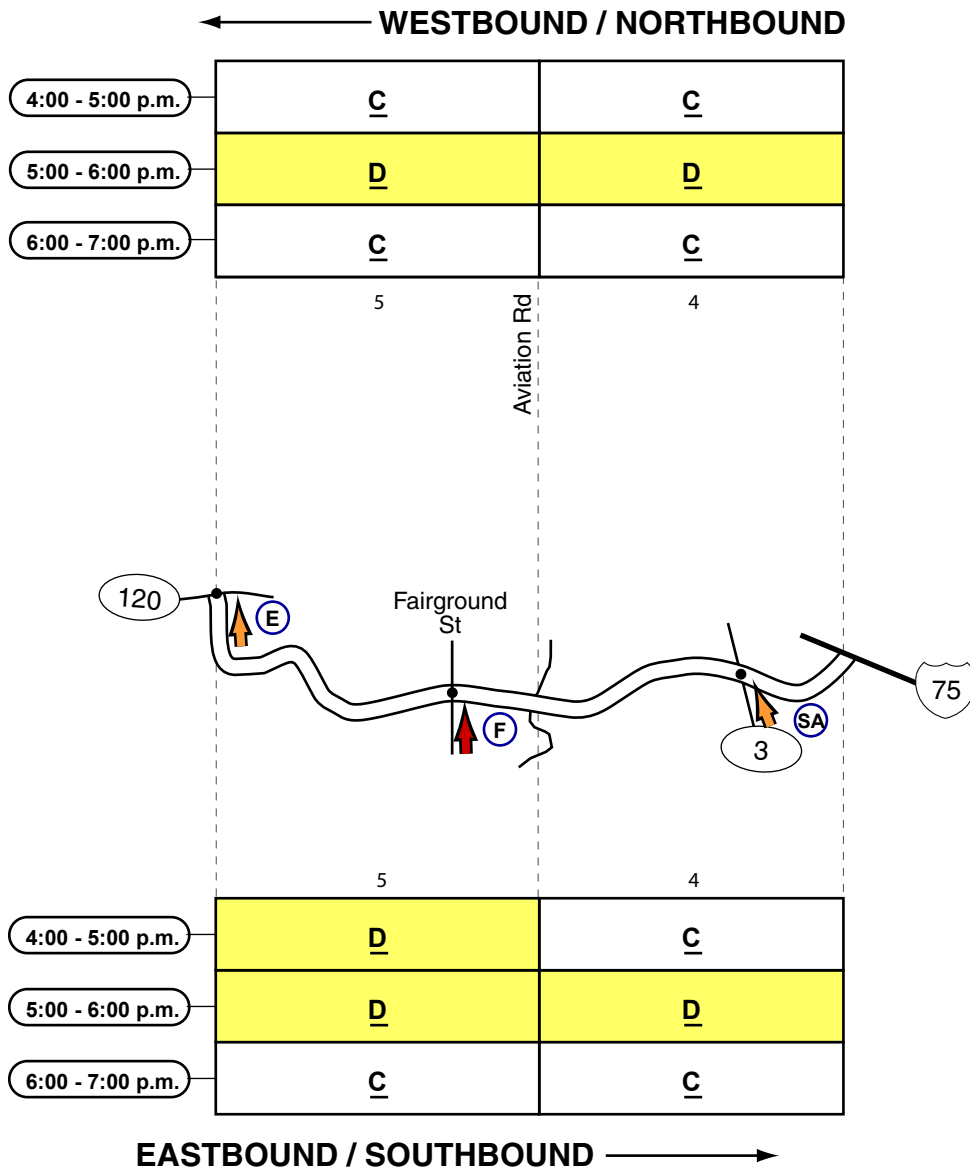 WESTBOUND / NORTHBOUND
4:00 - 5:00 p.m.
C
C
5:00 - 6:00 p.m.
D
D
6:00 - 7:00 p.m.
C
C
5
4
Aviation Rd
120
E
Fairground
St
F
SA
3
75
5
4
4:00 - 5:00 p.m.
D
C
5:00 - 6:00 p.m.
D
D
6:00 - 7:00 p.m.
C
C
EASTBOUND / SOUTHBOUND